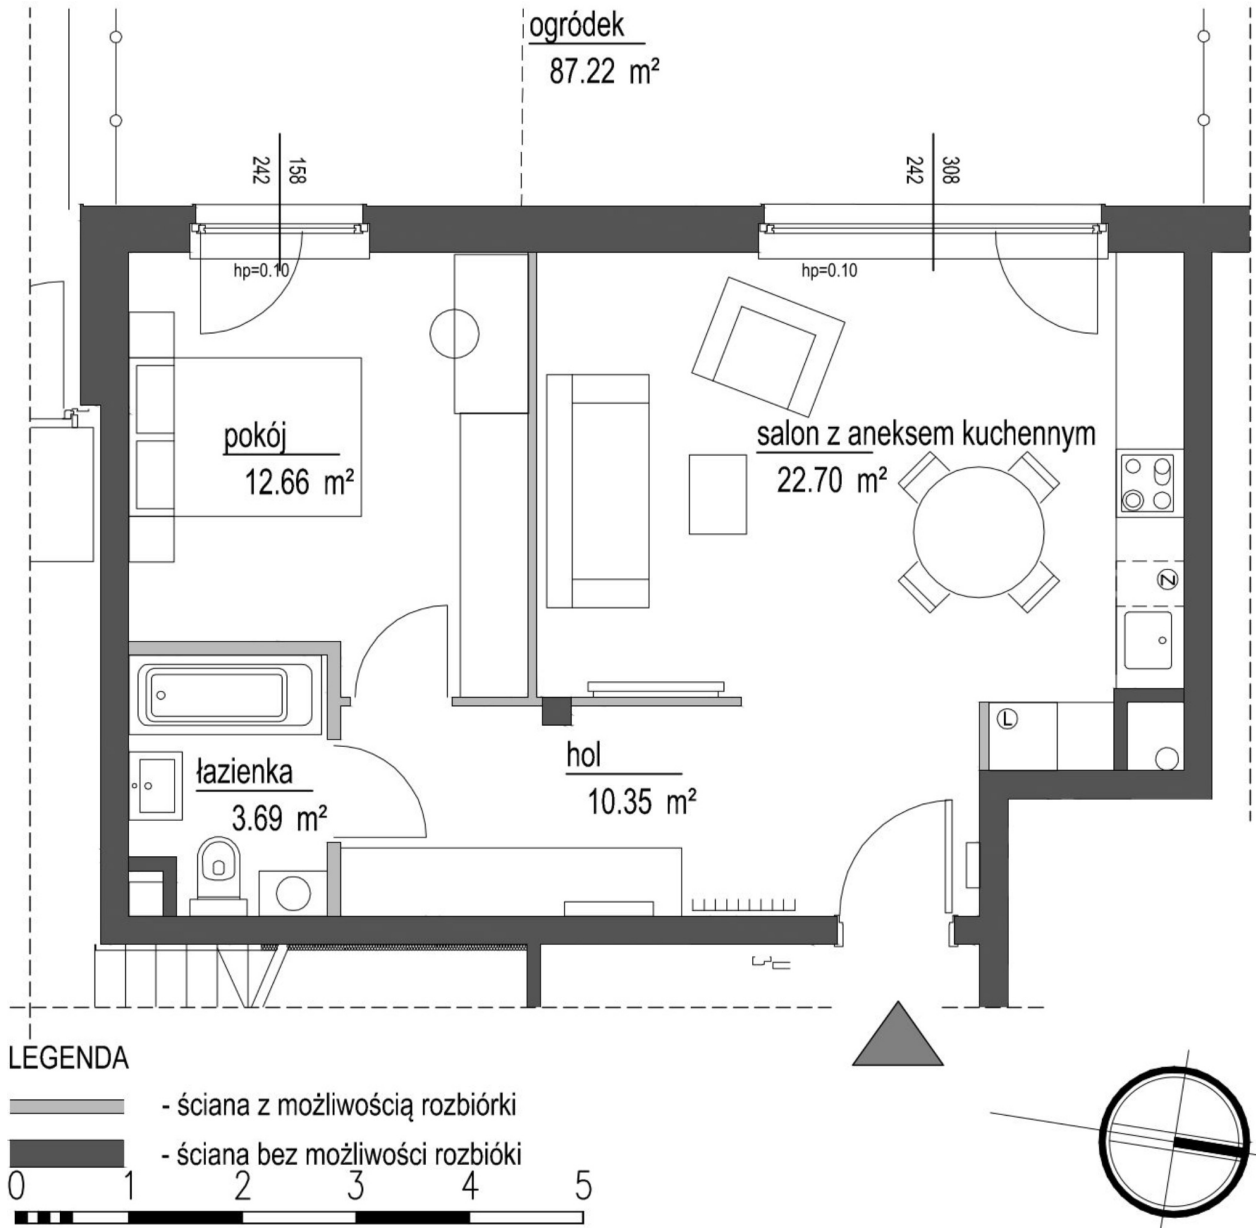 ogródek
87.22 m²
242 158
242 308
hp=0.10
hp=0.10
pokój
12.66 m²
salon z aneksem kuchennym
22.70 m²
Z
L
hol
10.35 m²
łazienka
3.69 m²
LEGENDA
- ściana z możliwością rozbiórki
- ściana bez możliwości rozbióki
0 1 2 3 4 5